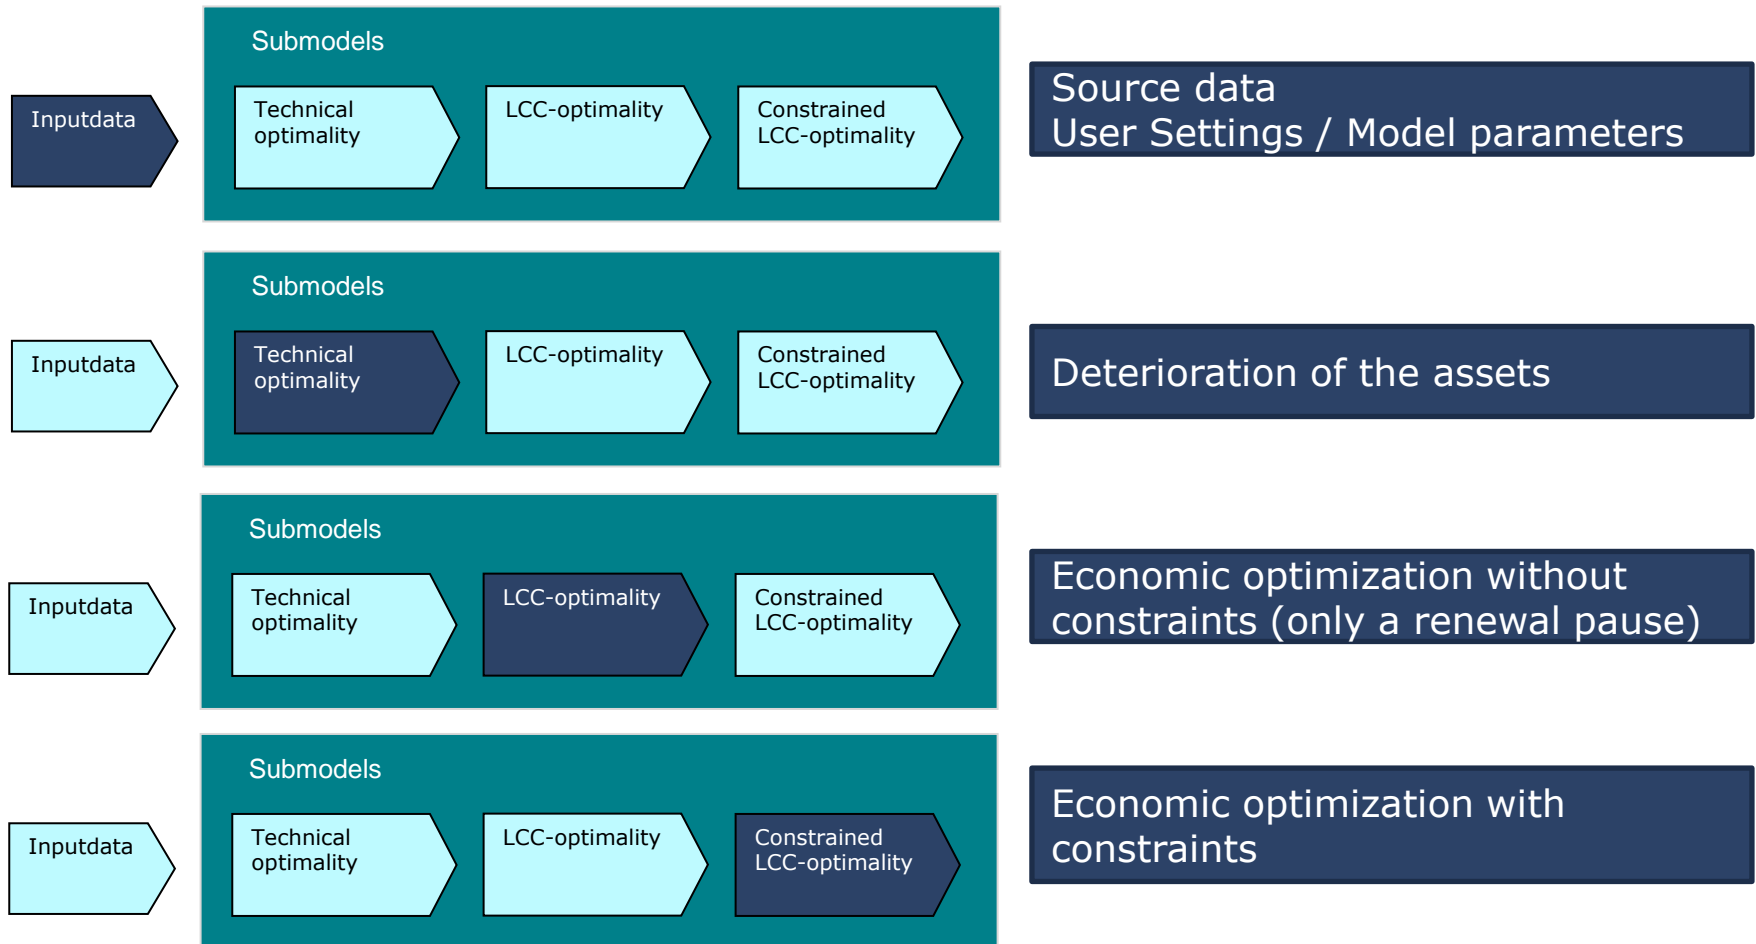 Submodels
Inputdata
Technical
optimality
LCC-optimality
Constrained
LCC-optimality
Source data
User Settings / Model parameters
Submodels
Inputdata
Technical
optimality
LCC-optimality
Constrained
LCC-optimality
Deterioration of the assets
Submodels
Inputdata
Technical
optimality
LCC-optimality
Constrained
LCC-optimality
Economic optimization without
constraints (only a renewal pause)
Submodels
Inputdata
Technical
optimality
LCC-optimality
Constrained
LCC-optimality
Economic optimization with
constraints